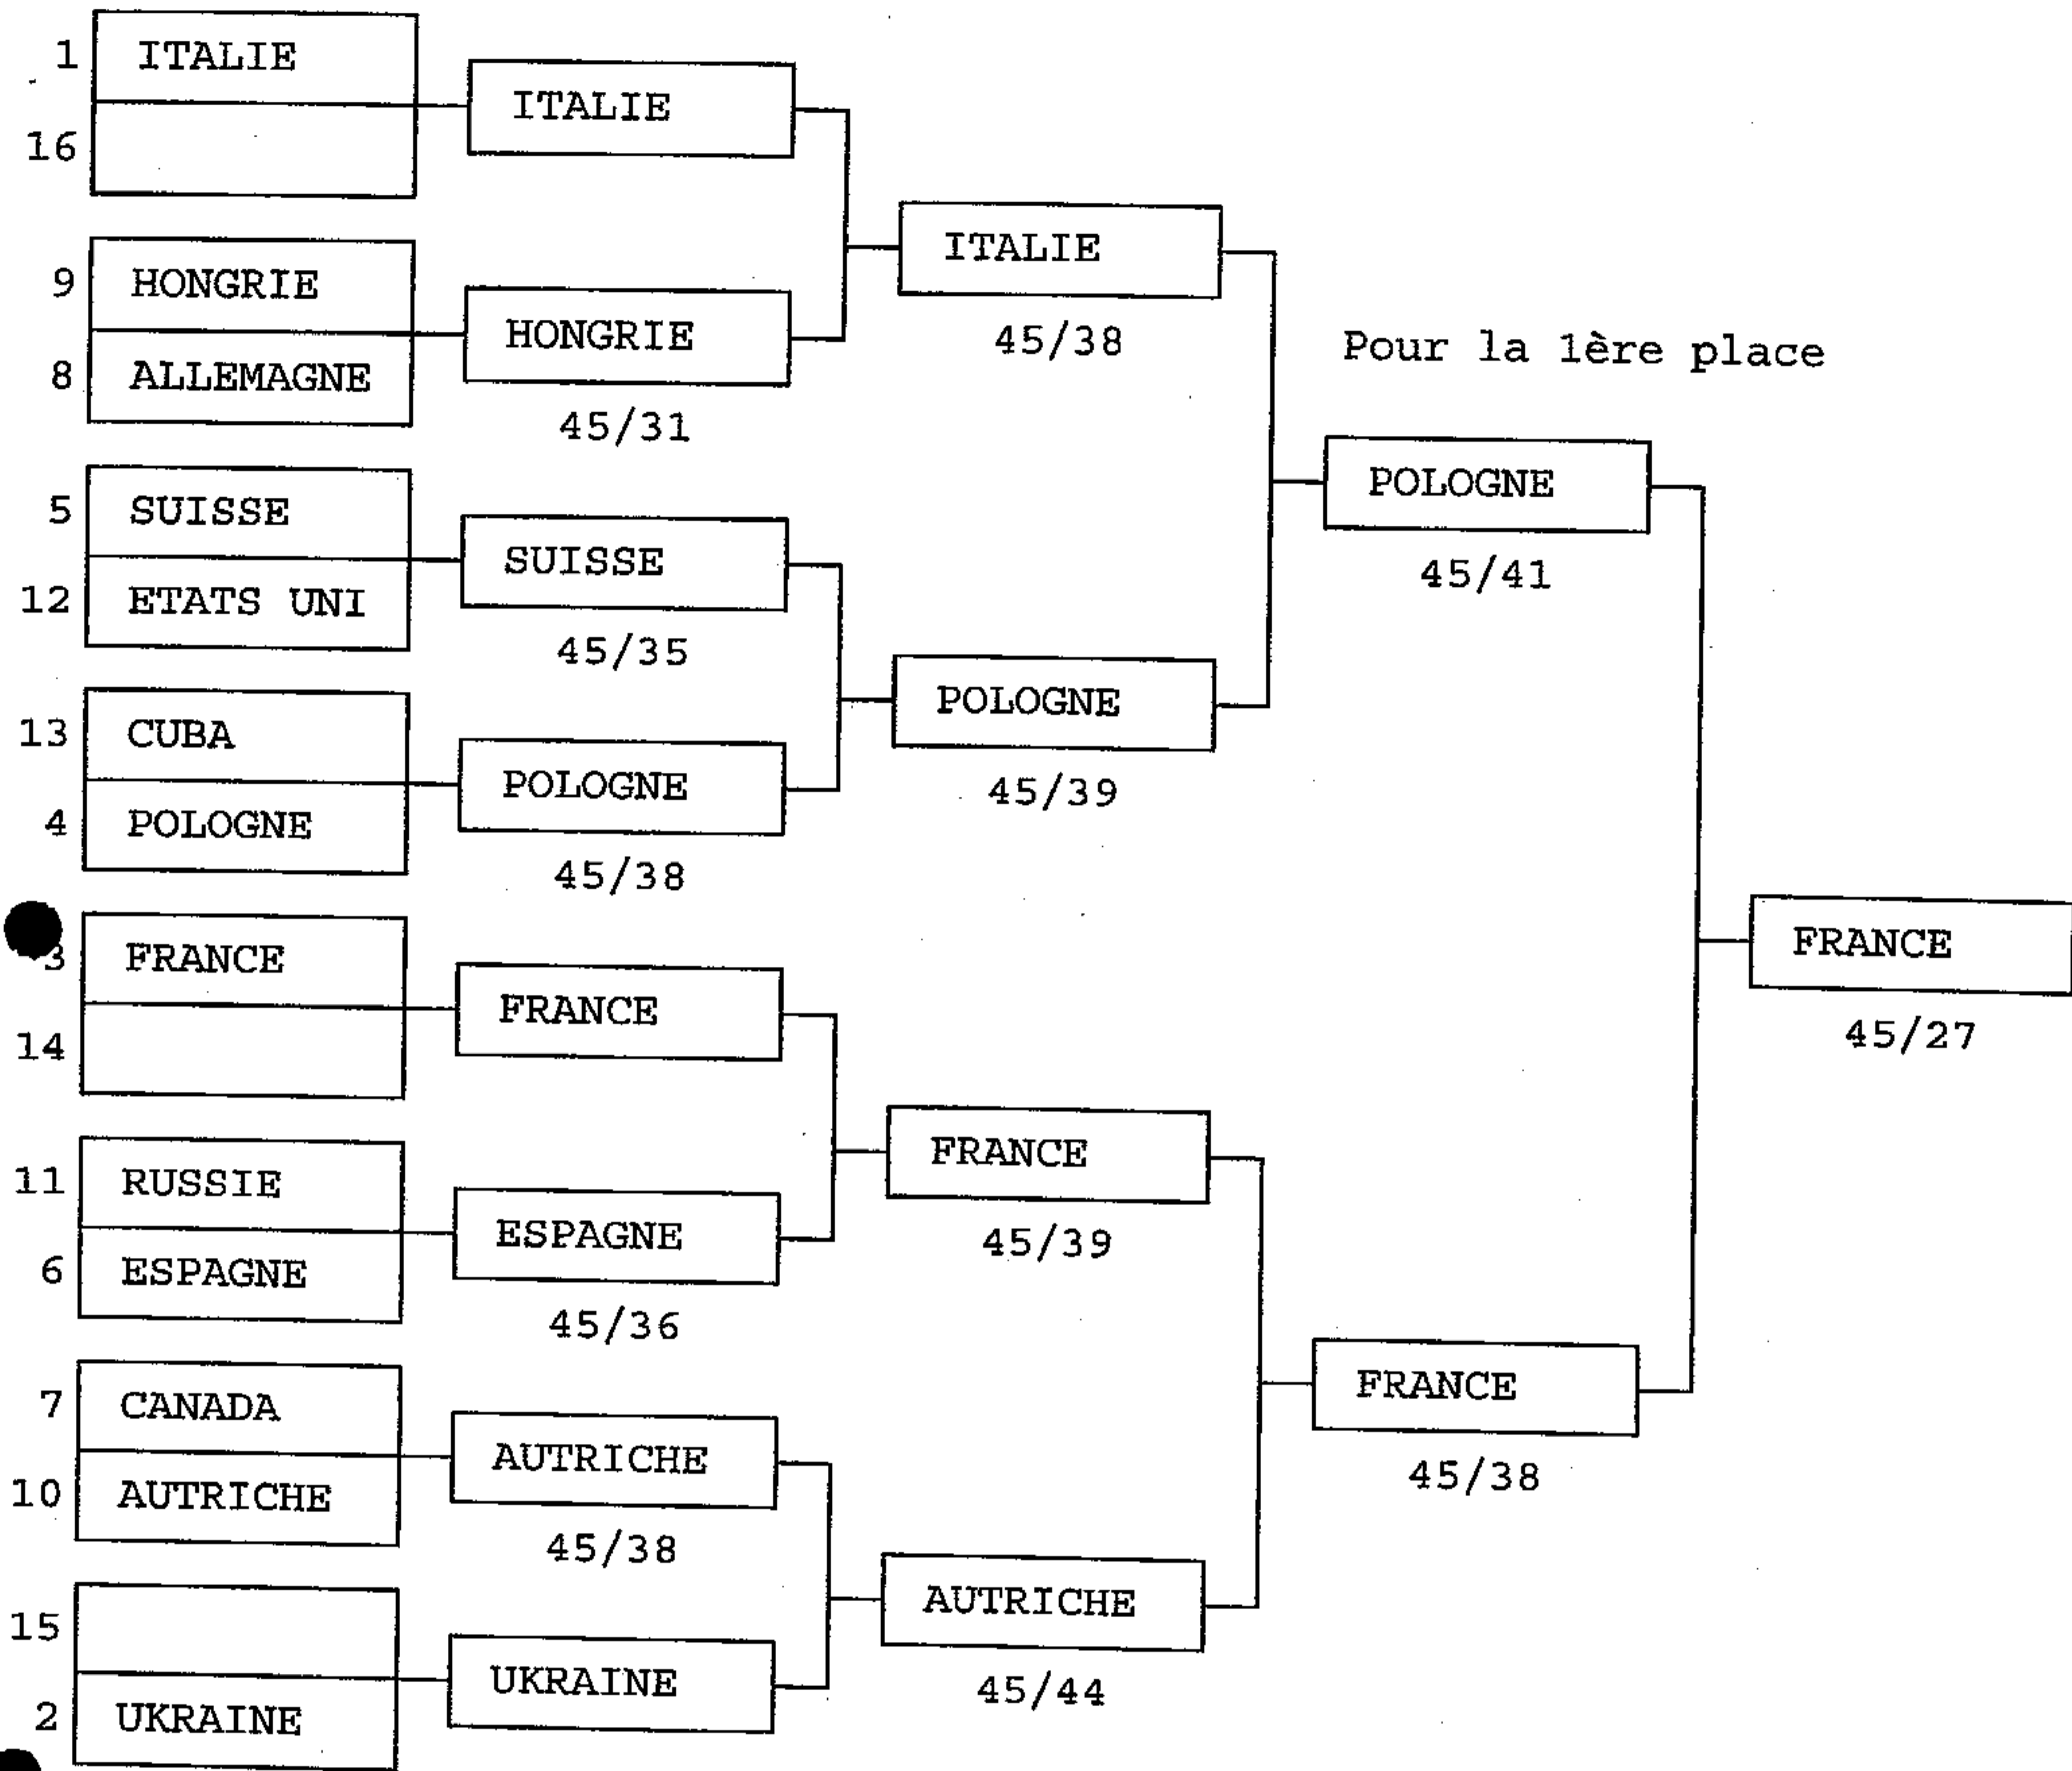 1 ITALIE
16
ITALIE
9 HONGRIE
8 ALLEMAGNE
HONGRIE
45/31
ITALIE
45/38
5 SUISSE
12 ETATS UNI
SUISSE
45/35
13 CUBA
4 POLOGNE
POLOGNE
45/38
POLOGNE
45/39
Pour la 1ère place
POLOGNE
45/41
3 FRANCE
14
FRANCE
11 RUSSIE
6 ESPAGNE
ESPAGNE
45/36
FRANCE
45/39
7 CANADA
10 AUTRICHE
AUTRICHE
45/38
15
2 UKRAINE
UKRAINE
AUTRICHE
45/44
FRANCE
45/38
FRANCE
45/27